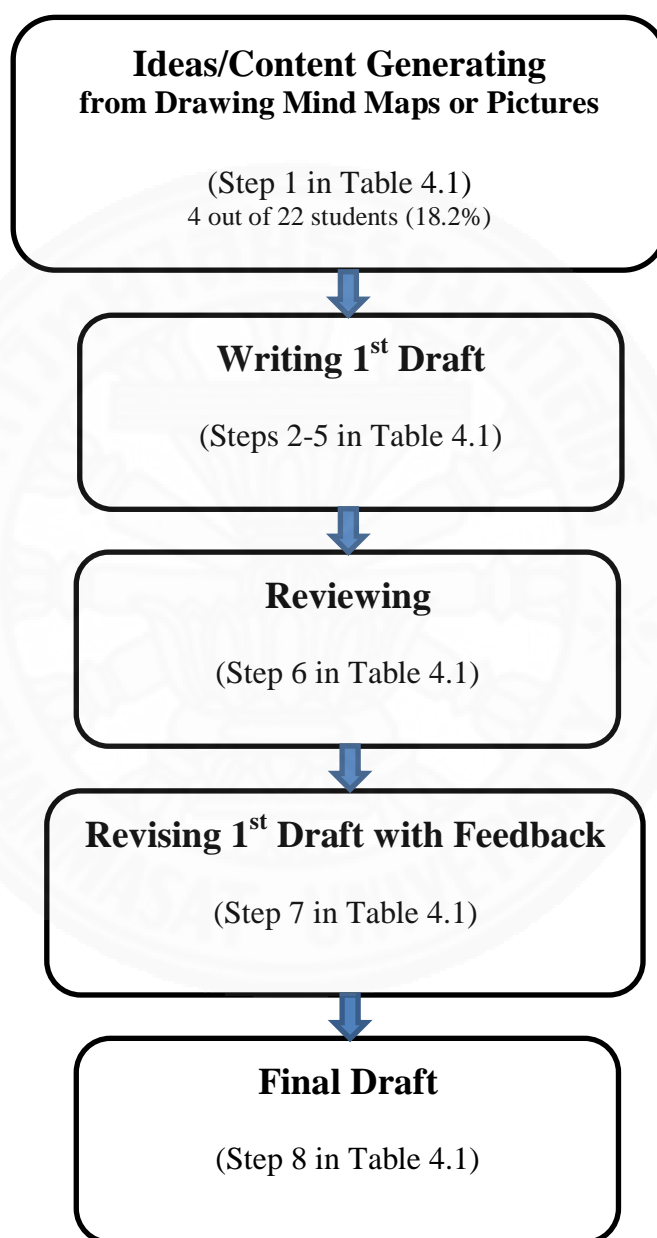 Ideas/Content Generating
from Drawing Mind Maps or Pictures
(Step 1 in Table 4.1)
4 out of 22 students (18.2%)
Writing 1st Draft
(Steps 2-5 in Table 4.1)
Reviewing
(Step 6 in Table 4.1)
Revising 1st Draft with Feedback
(Step 7 in Table 4.1)
Final Draft
(Step 8 in Table 4.1)